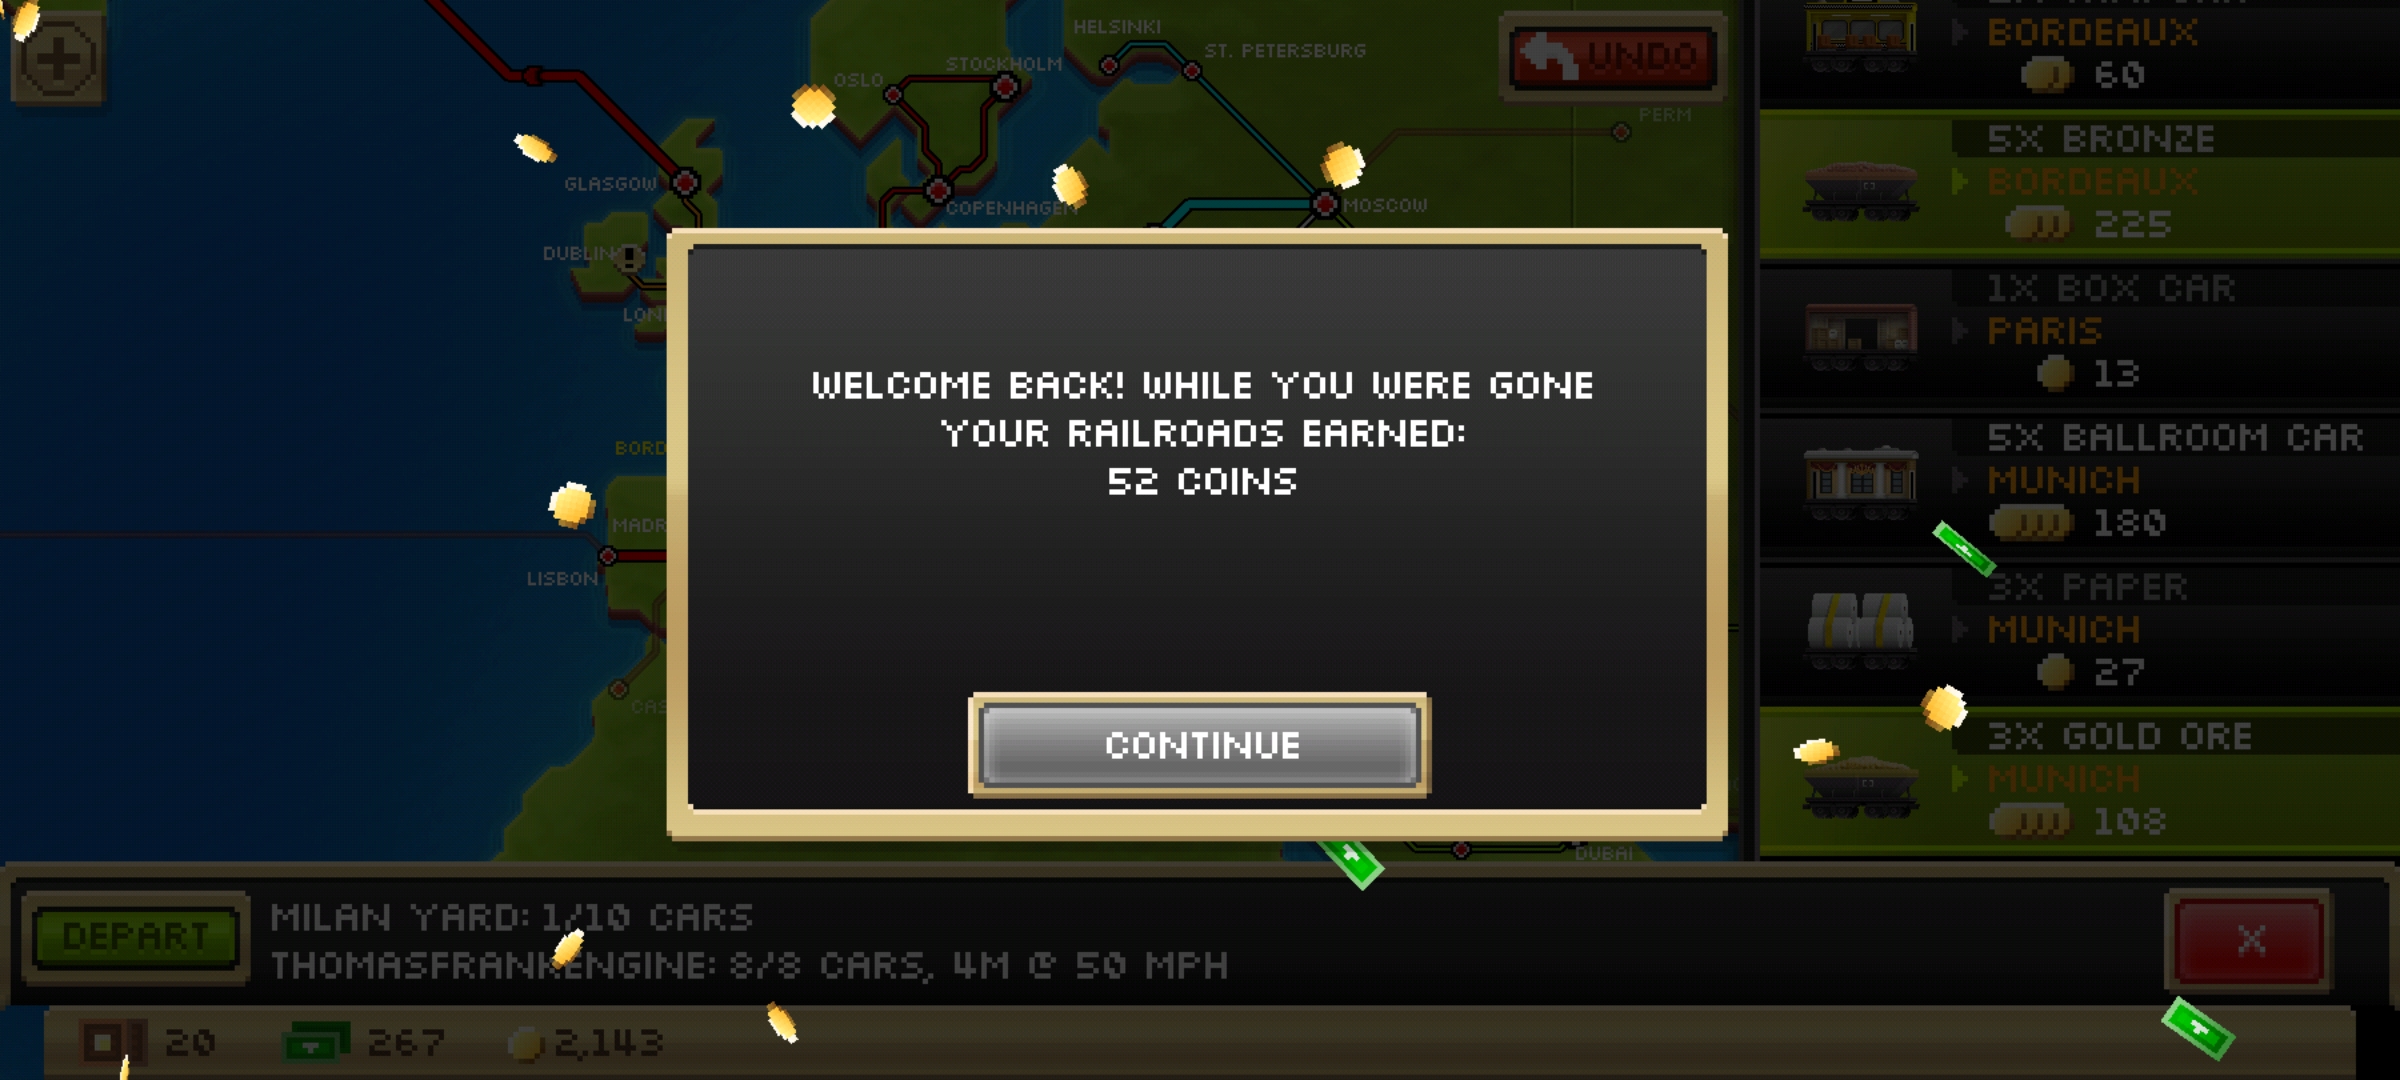 HELSINKI
ST. PETERSBURG
STOCKHOLM
OSLO
UNDO
PERM
GLASGOW
COPENHAGEN
MOSCOW
DUBLIN
MADR
LISBON
DUBAI
WELCOME BACK! WHILE YOU WERE GONE
YOUR RAILROADS EARNED:
52 COINS
CONTINUE
BORDEAUX
60
5X BRONZE
BORDEAUX
225
1X BOX CAR
PARIS
13
5X BALLROOM CAR
MUNICH
180
3X PAPER
MUNICH
27
3X GOLD ORE
MUNICH
108
DEPART
MILAN YARD: 1/10 CARS
THOMASFRANKENGINE: 8/8 CARS, 4M @ 50 MPH
X
20
267
2,143